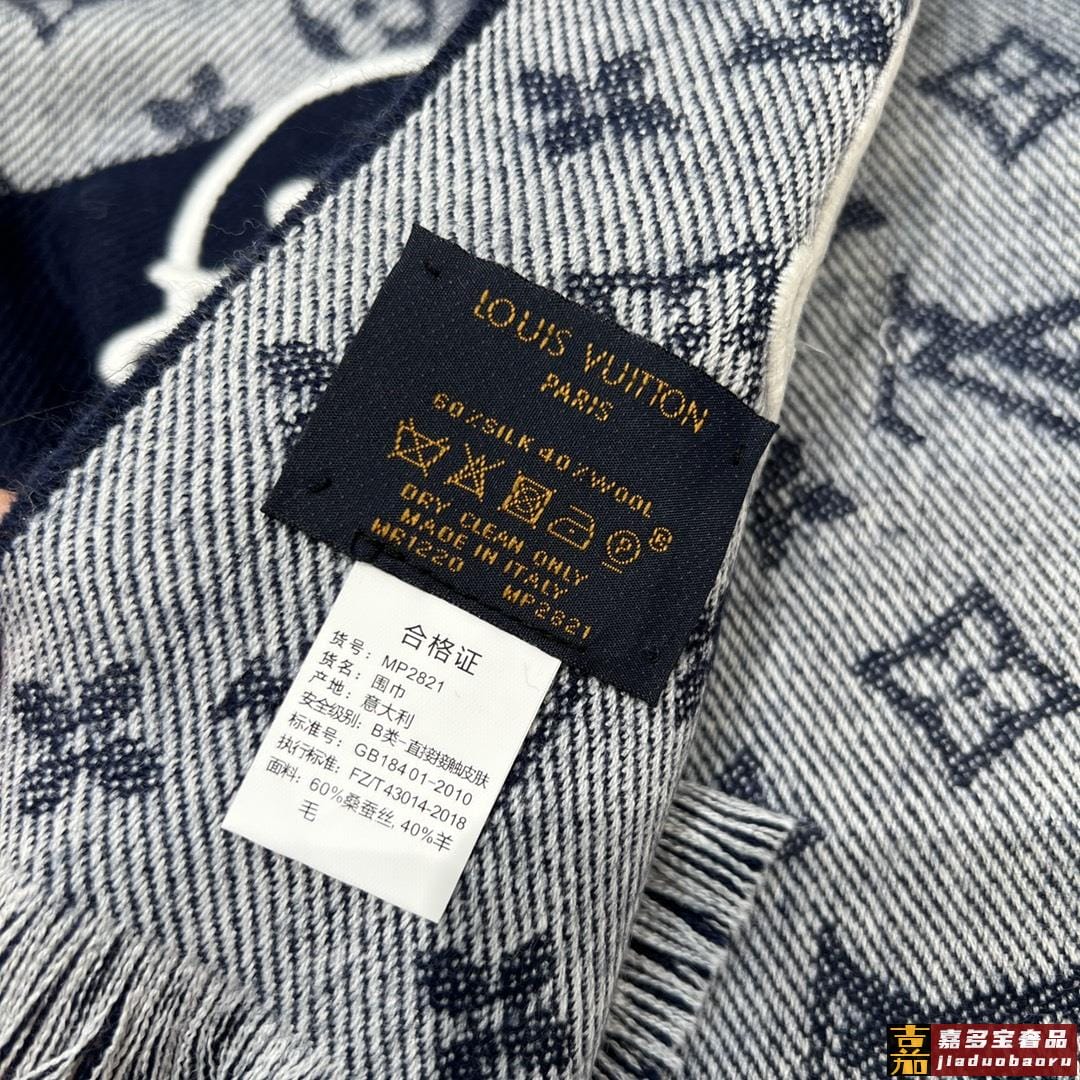 LOUIS VUITTON
PARIS
60%SILK 40%WOOL
®
P
DRY CLEAN ONLY
MADE IN ITALY
WR1220 MP2821
合格证
货号：MP2821
货名：围巾
产地：意大利
安全级别：B类-直接接触皮肤
标准号：GB18401-2010
执行标准：FZ/T43014-2018
面料：60%桑蚕丝,40%羊
毛
嘉多宝奢品
jiaduobaoru